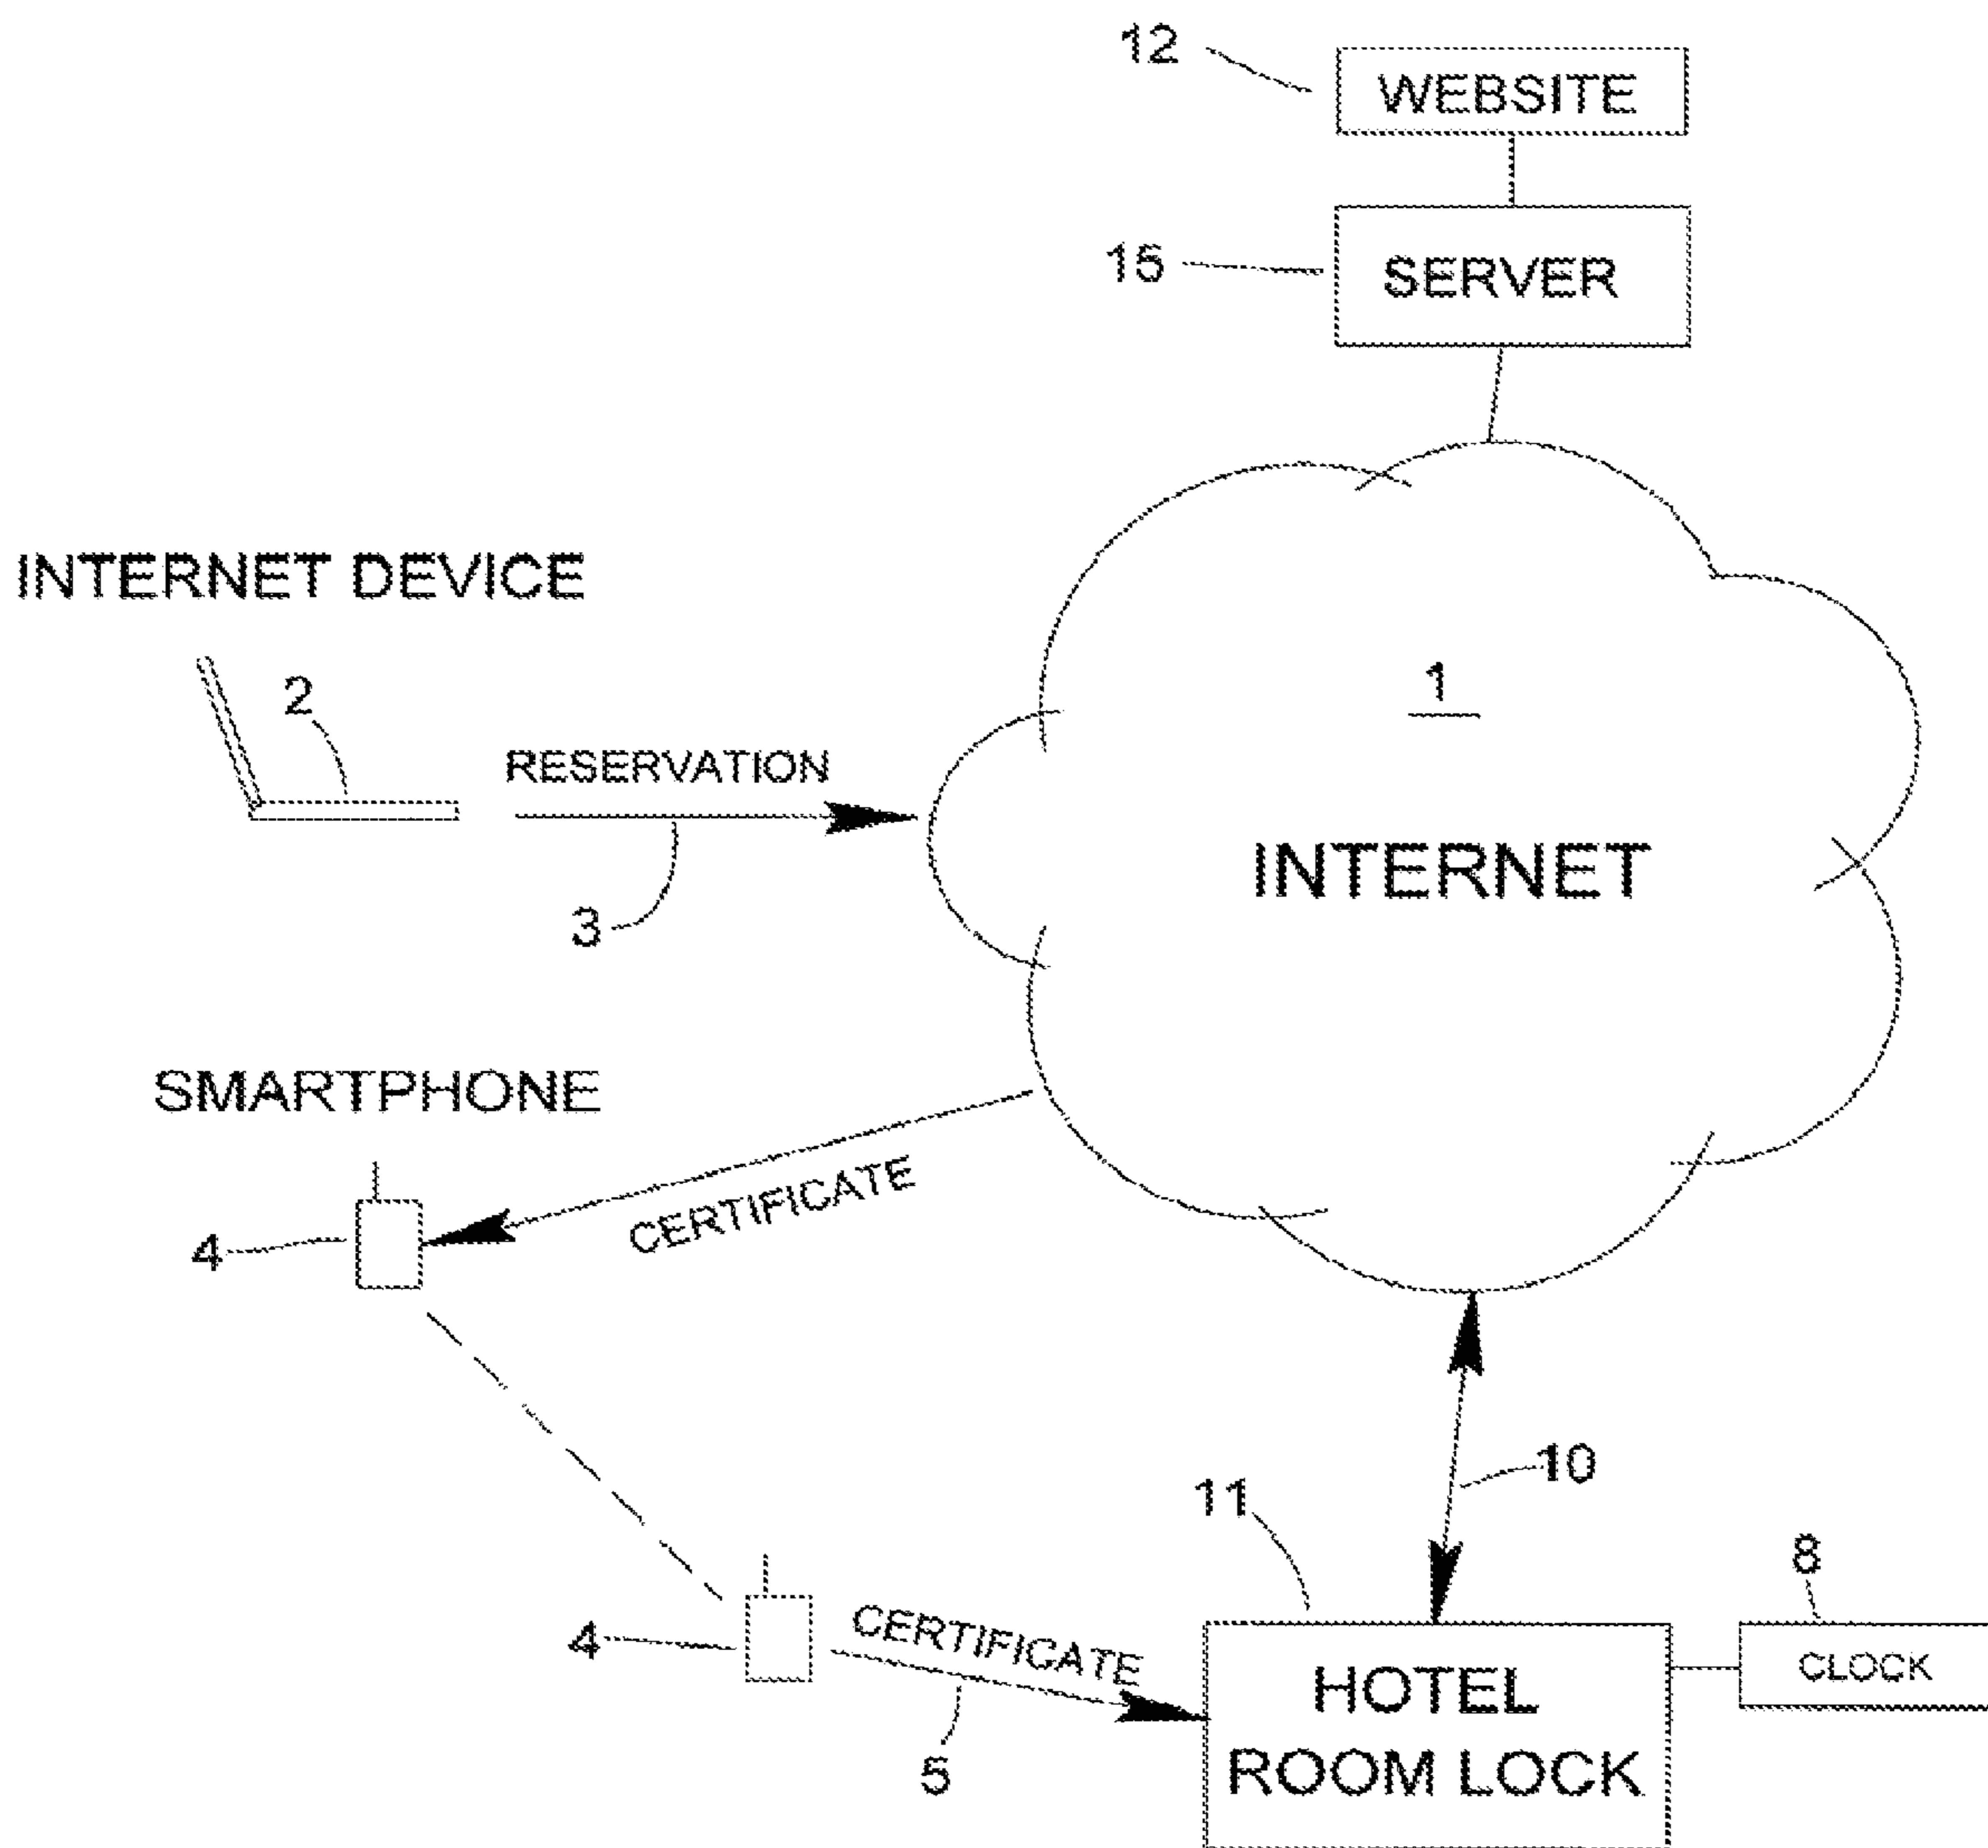 12
WEBSITE
15
SERVER
INTERNET DEVICE
2
1
RESERVATION
INTERNET
3
SMARTPHONE
CERTIFICATE
4
10
11
8
4
CERTIFICATE
CLOCK
HOTEL
ROOM LOCK
5